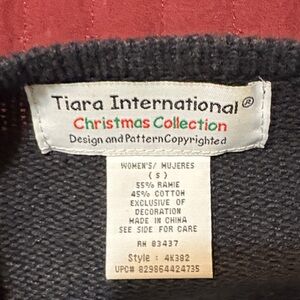 Tiara International®
Christmas Collection
Design and Pattern Copyrighted
WOMEN'S/ MUJERES
(S)
55% RAMIE
45% COTTON
EXCLUSIVE OF
DECORATION
MADE IN CHINA
SEE SIDE FOR CARE
RN 83437
Style : 4K382
UPC# 829864424735